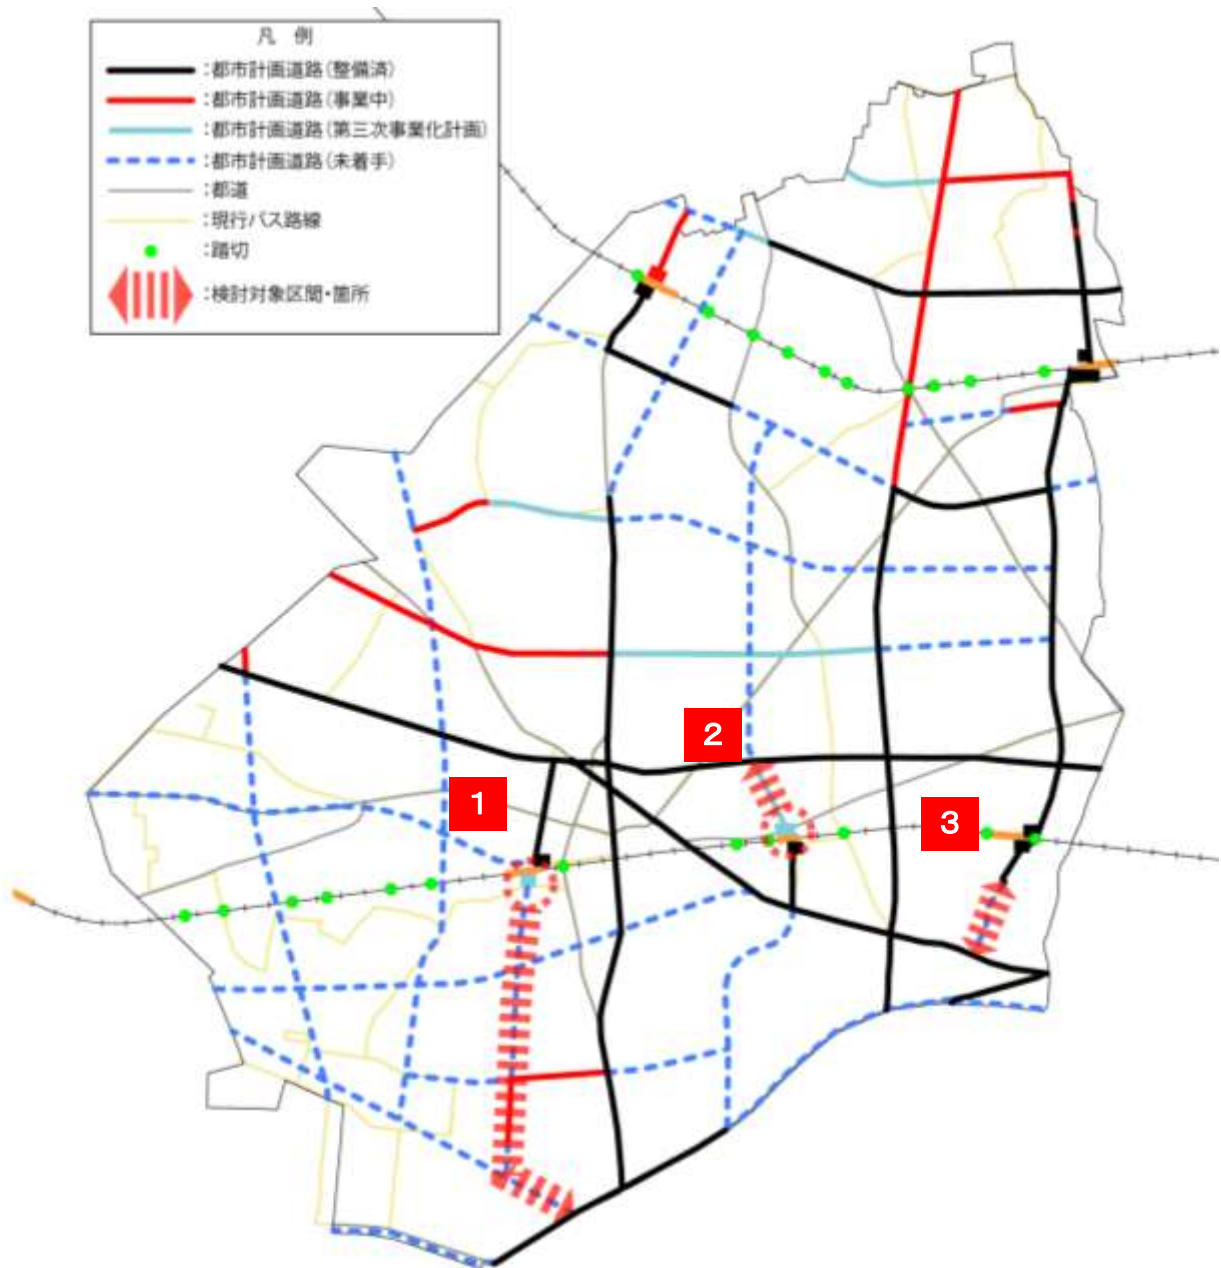 凡 例
:都市計画道路(整備済)
:都市計画道路(事業中)
:都市計画道路(第三次事業化計画)
:都市計画道路(未着手)
:都道
:現行バス路線
:踏切
:検討対象区間・箇所
2
1
3